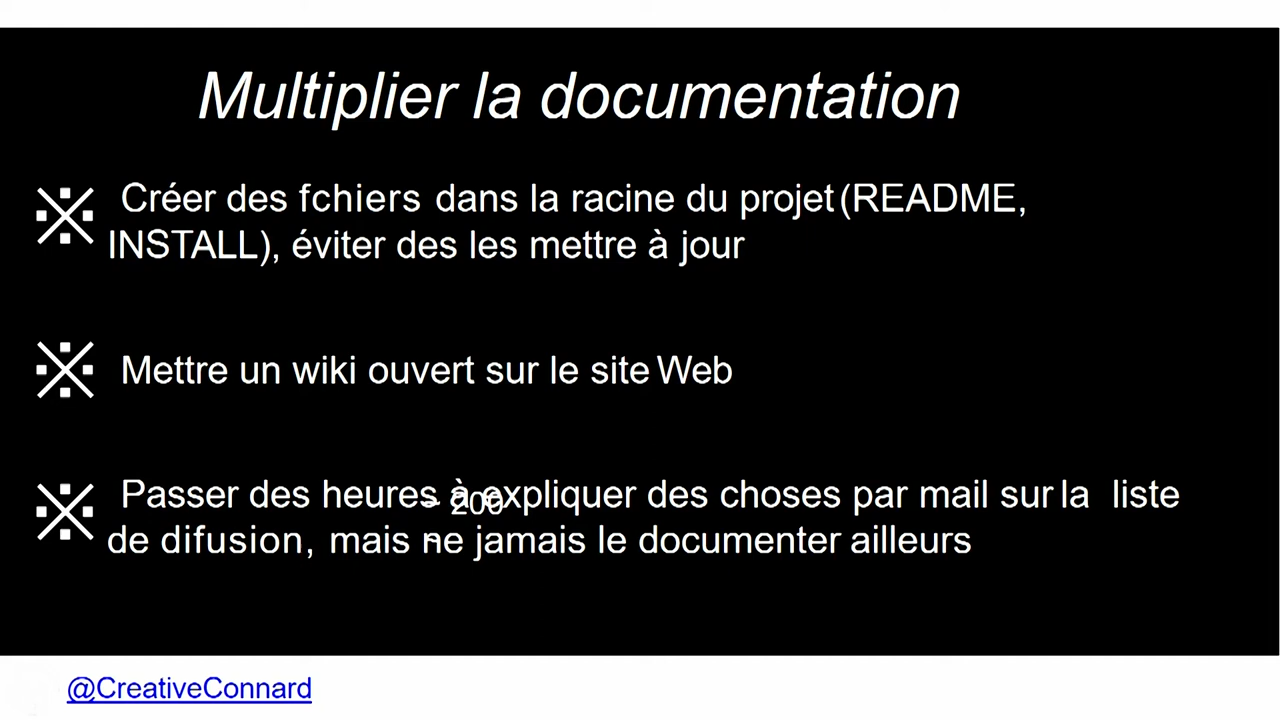 Multiplier la documentation
※ Créer des fchiers dans la racine du projet (README,
INSTALL), éviter des les mettre à jour
※ Mettre un wiki ouvert sur le site Web
※ Passer des heures à expliquer des choses par mail sur la liste
– 200
de difusion, mais ne jamais le documenter ailleurs
@CreativeConnard